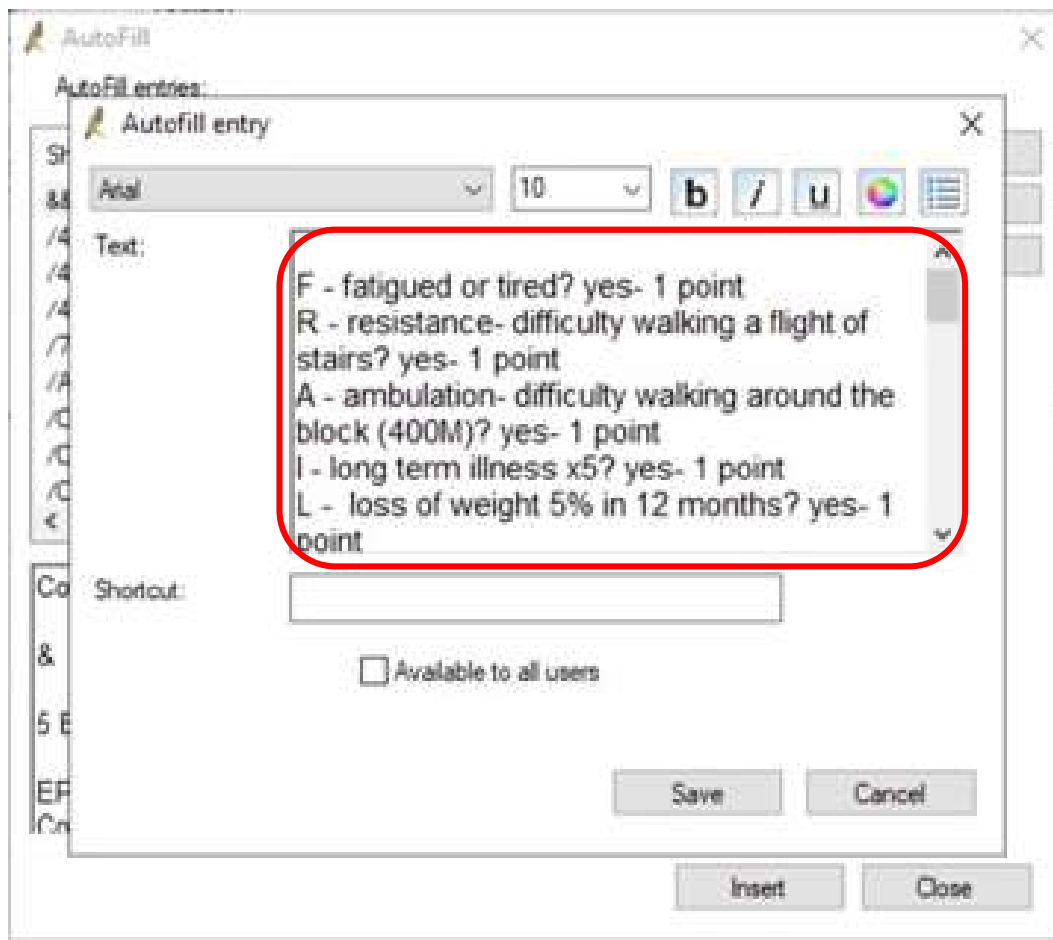 AutoFill
AutoFill entries:
Autofill entry
Arial
10
b
/
u
Text:
F - fatigued or tired? yes- 1 point
R - resistance- difficulty walking a flight of
stairs? yes- 1 point
A - ambulation- difficulty walking around the
block (400M)? yes- 1 point
I - long term illness x5? yes- 1 point
L -  loss of weight 5% in 12 months? yes- 1
point
Shortcut:
Available to all users
&
Save
Cancel
Insert
Close